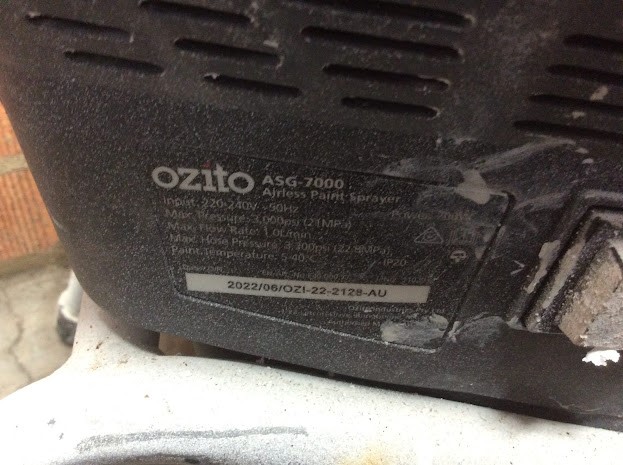 ozito ASG-7000
Airless Paint Sprayer
Input: 220-240V ~ 50Hz Power: 700W
Max. Pressure: 3,000psi (21MPa)
Max. Flow Rate: 1.0L/min
Max. Hose Pressure: 3,300psi (22.8MPa)
Paint Temperature: 5-40°C IP20
2022/06/OZI-22-2128-AU